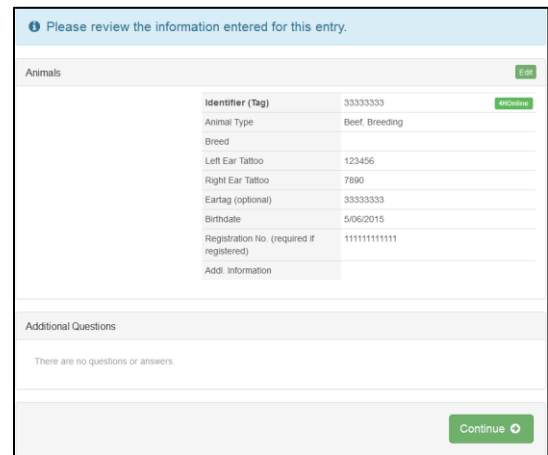 Please review the information entered for this entry.
Animals
Edit
Identifier (Tag) 33333333 4HOnline
Animal Type Beef, Breeding
Breed
Left Ear Tattoo 123456
Right Ear Tattoo 7890
Eartag (optional) 33333333
Birthdate 5/06/2015
Registration No. (required if 111111111111
registered)
Addl. Information
Additional Questions
There are no questions or answers.
Continue